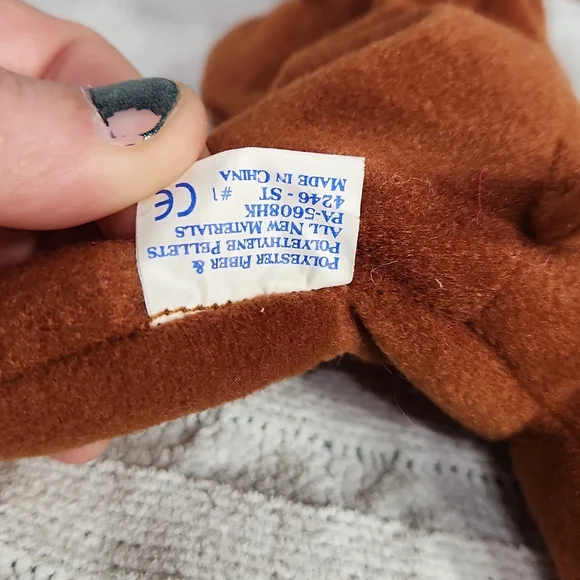 POLYESTER FIBER &
POLYETHYLENE PELLETS
ALL NEW MATERIALS
PA-5608HK
4246 - ST #1 CE
MADE IN CHINA